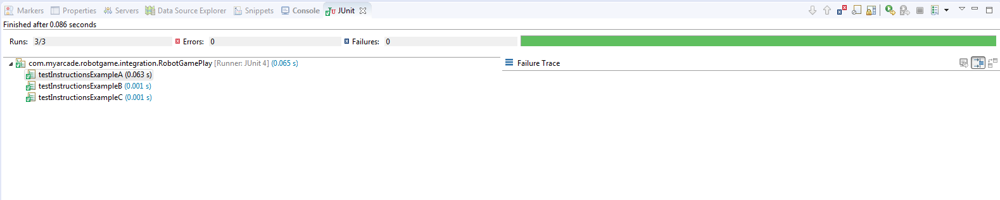 Markers Properties Servers Data Source Explorer Snippets Console JUnit
Finished after 0.086 seconds
Runs: 3/3 Errors: 0 Failures: 0
com.myarcade.robotgame.integration.RobotGamePlay [Runner: JUnit 4] (0.065 s)
Failure Trace
testInstructionsExampleA (0.063 s)
testInstructionsExampleB (0.001 s)
testInstructionsExampleC (0.001 s)